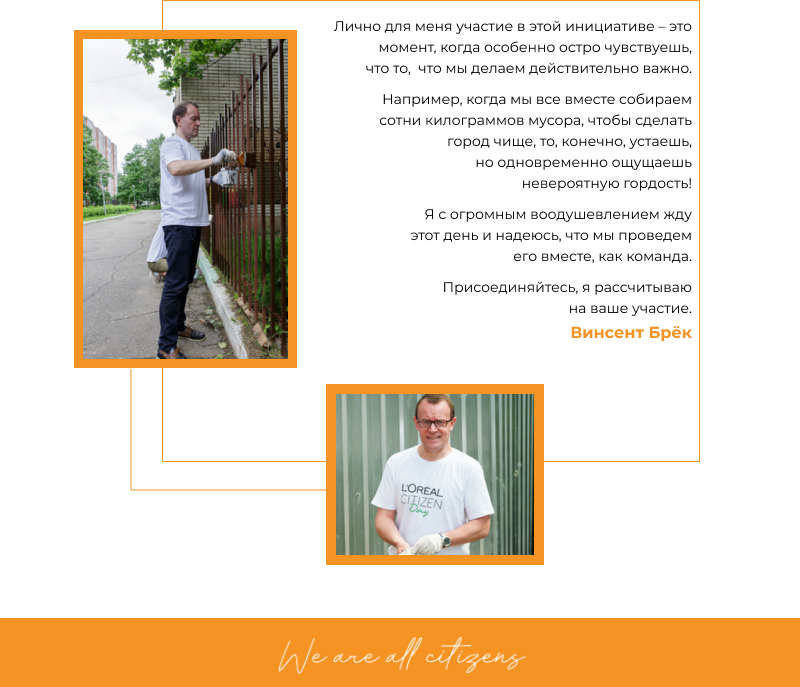 Лично для меня участие в этой инициативе – это
момент, когда особенно остро чувствуешь,
что то,  что мы делаем действительно важно.
Например, когда мы все вместе собираем
сотни килограммов мусора, чтобы сделать
город чище, то, конечно, устаешь,
но одновременно ощущаешь
невероятную гордость!
Я с огромным воодушевлением жду
этот день и надеюсь, что мы проведем
его вместе, как команда.
Присоединяйтесь, я рассчитываю
на ваше участие.
Винсент Брёк
L'ORÉAL
CITIZEN
Day
We are all citizens